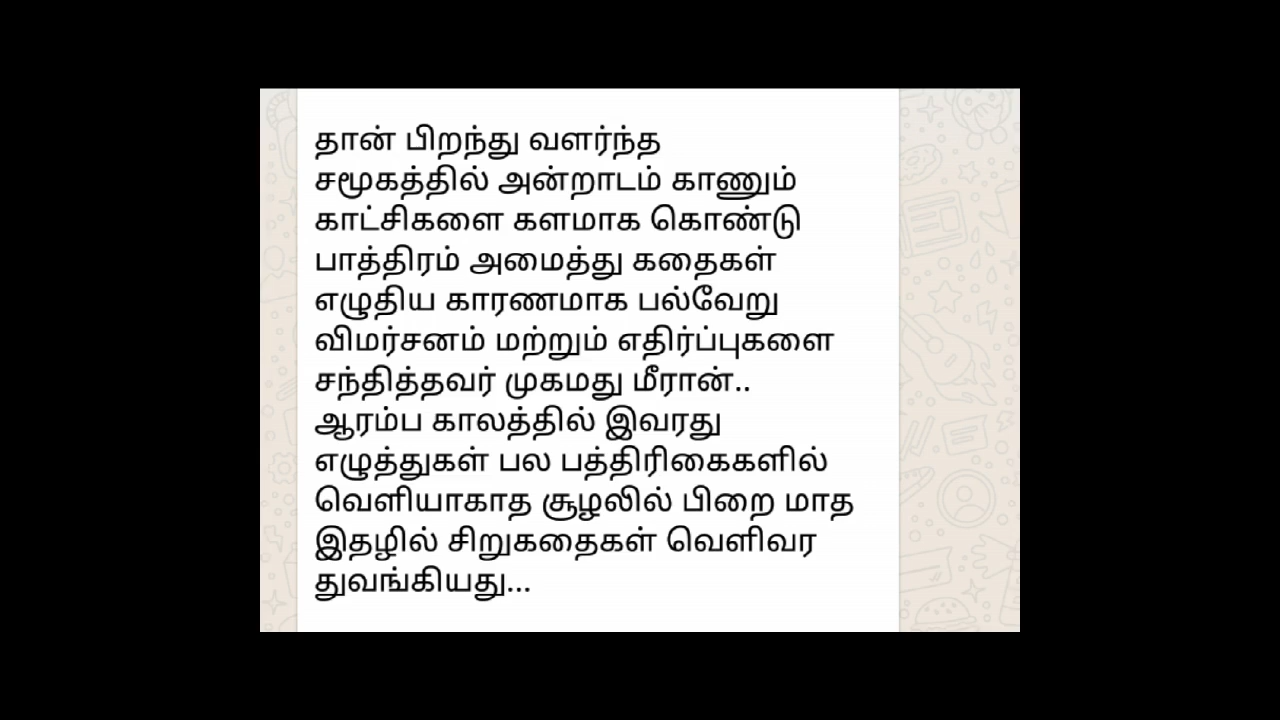 தான் பிறந்து வளர்ந்த
சமூகத்தில் அன்றாடம் காணும்
காட்சிகளை களமாக கொண்டு
பாத்திரம் அமைத்து கதைகள்
எழுதிய காரணமாக பல்வேறு
விமர்சனம் மற்றும் எதிர்ப்புகளை
சந்தித்தவர் முகமது மீரான்..
ஆரம்ப காலத்தில் இவரது
எழுத்துகள் பல பத்திரிகைகளில்
வெளியாகாத சூழலில் பிறை மாத
இதழில் சிறுகதைகள் வெளிவர
துவங்கியது...